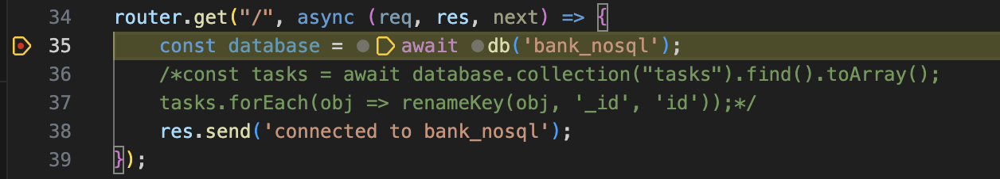 34 router.get("/", async (req, res, next) => {
35 const database = await db('bank_nosql');
36 /*const tasks = await database.collection("tasks").find().toArray();
37 tasks.forEach(obj => renameKey(obj, '_id', 'id'));*/
38 res.send('connected to bank_nosql');
39 });